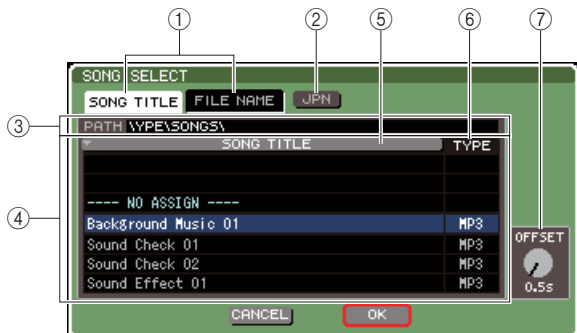 ① ② ⑤ ⑥ ⑦
SONG SELECT
SONG TITLE FILE NAME JPN
③ PATH \YPE\SONGS\
SONG TITLE TYPE
---- NO ASSIGN ----
④ Background Music 01 MP3
Sound Check 01 MP3
Sound Check 02 MP3
Sound Effect 01 MP3
OFFSET
0.5s
CANCEL OK